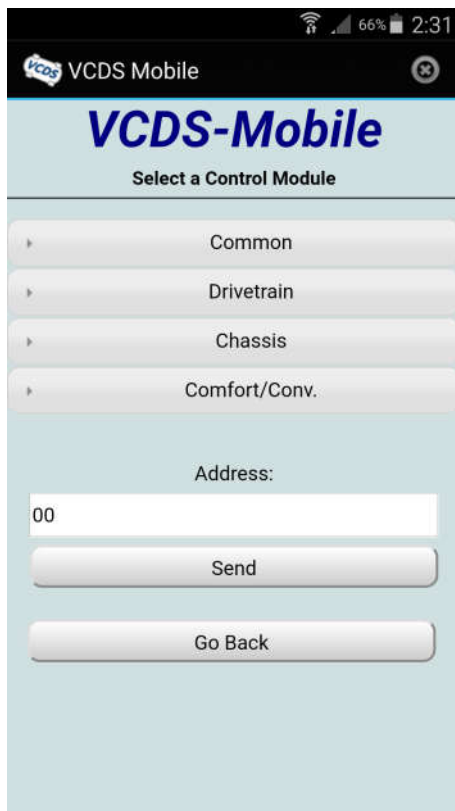 66% 2:31
VCDS VCDS Mobile
VCDS-Mobile
Select a Control Module
Common
Drivetrain
Chassis
Comfort/Conv.
Address:
00
Send
Go Back